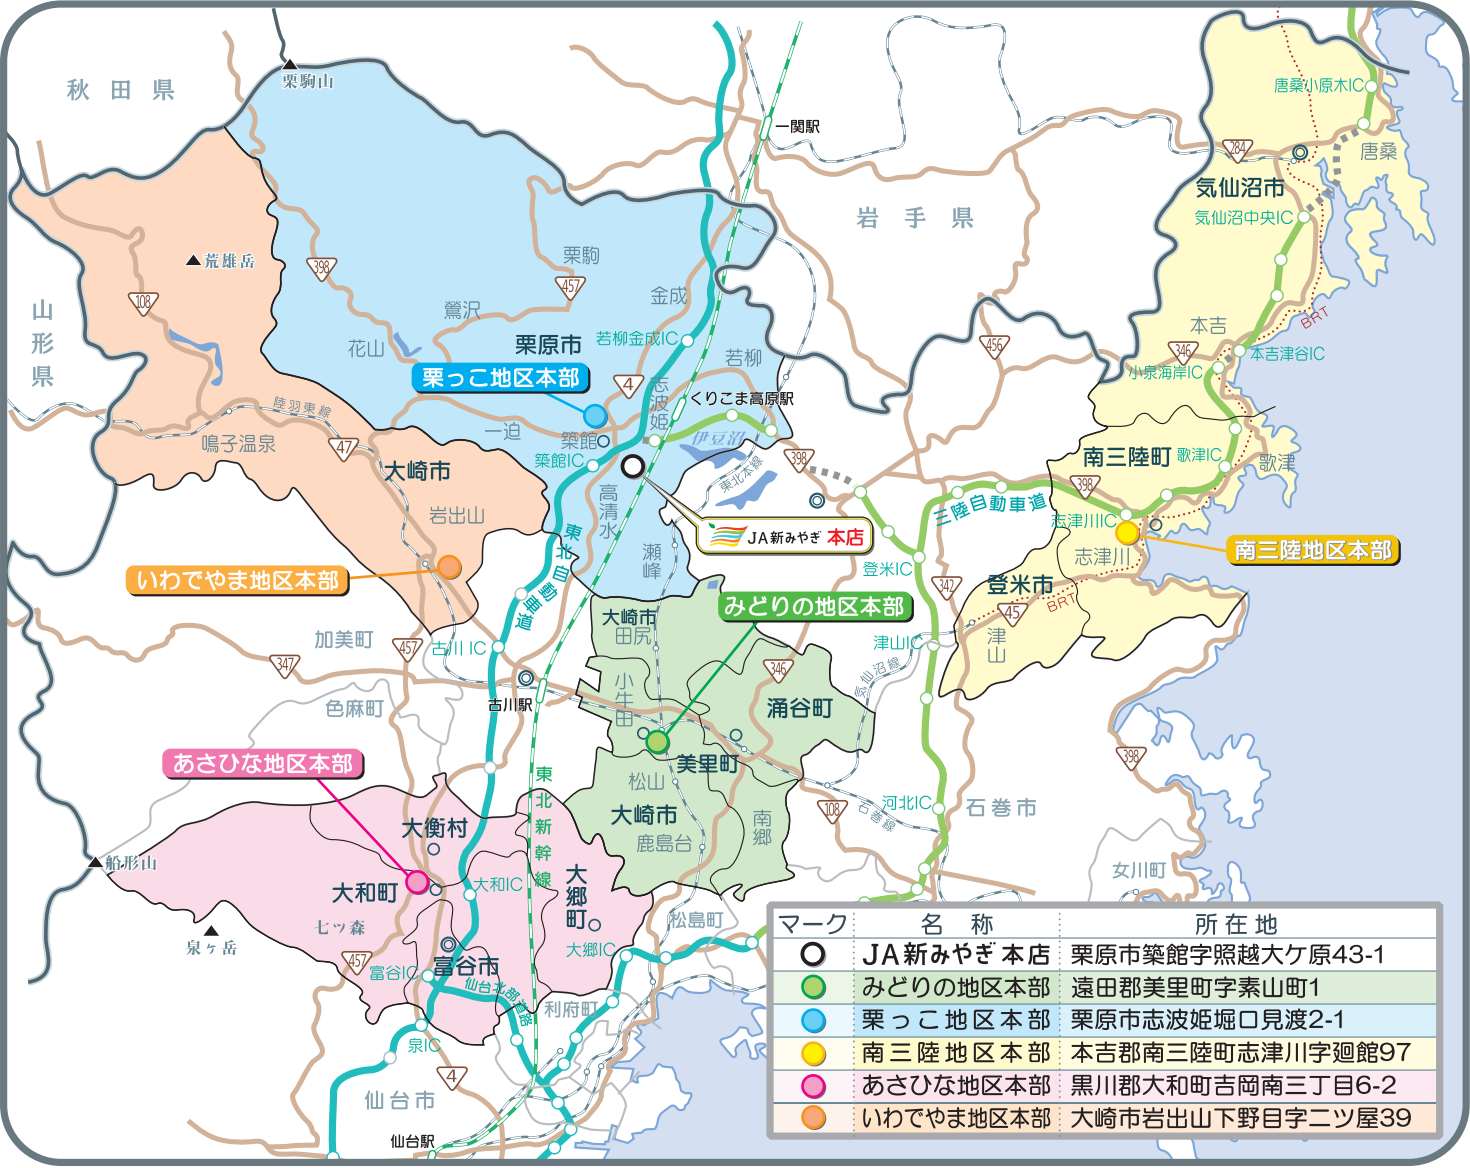 秋田県
栗駒山
一関駅
唐桑小原木IC
284
唐桑
気仙沼市
気仙沼中央IC
岩手県
荒雄岳
398
栗駒
457
108
金成
鶯沢
山形県
花山
栗原市
若柳金成IC
若柳
本吉
BRT
346
本吉津谷IC
小泉海岸IC
456
栗っこ地区本部
4
志波姫
くりこま高原駅
陸羽東線
鳴子温泉
47
一迫
築館
築館IC
伊豆沼
東北本線
398
大崎市
南三陸町
歌津IC
歌津
398
岩出山
高清水
三陸自動車道
志津川IC
JA新みやぎ 本店
瀬峰
東北自動車道
登米IC
志津川
南三陸地区本部
いわでやま地区本部
登米市
342
45
BRT
みどりの地区本部
大崎市
田尻
加美町
457
古川IC
347
津山IC
津山
気仙沼線
346
小牛田
色麻町
古川駅
涌谷町
398
あさひな地区本部
美里町
東北新幹線
松山
大崎市
鹿島台
南郷
108
河北IC
石巻線
石巻市
大衡村
船形山
大和町
大和IC
大郷町
女川町
七ツ森
泉ヶ岳
457
富谷IC
富谷市
大郷IC
松島町
仙台北部道路
利府町
泉IC
4
仙台市
仙台駅
マーク 名称 所在地
JA新みやぎ本店 栗原市築館字照越大ケ原43-1
みどりの地区本部 遠田郡美里町字素山町1
栗っこ地区本部 栗原市志波姫堀口見渡2-1
南三陸地区本部 本吉郡南三陸町志津川字廻館97
あさひな地区本部 黒川郡大和町吉岡南三丁目6-2
いわでやま地区本部 大崎市岩出山下野目字二ツ屋39